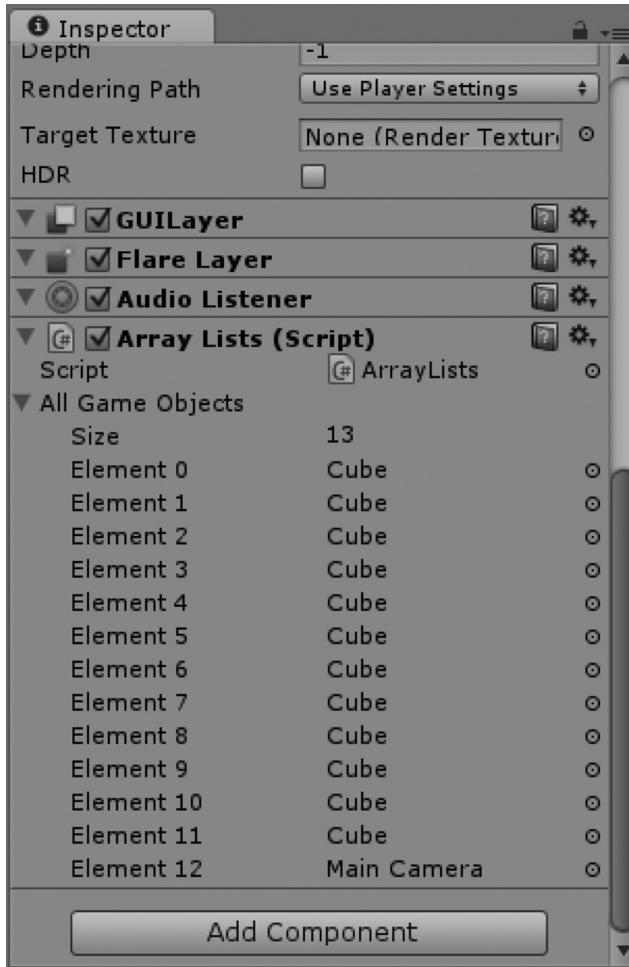 Inspector
Depth -1
Rendering Path Use Player Settings
Target Texture None (Render Textur
HDR
GUILayer
Flare Layer
Audio Listener
Array Lists (Script)
Script ArrayLists
All Game Objects
Size 13
Element 0 Cube
Element 1 Cube
Element 2 Cube
Element 3 Cube
Element 4 Cube
Element 5 Cube
Element 6 Cube
Element 7 Cube
Element 8 Cube
Element 9 Cube
Element 10 Cube
Element 11 Cube
Element 12 Main Camera
Add Component